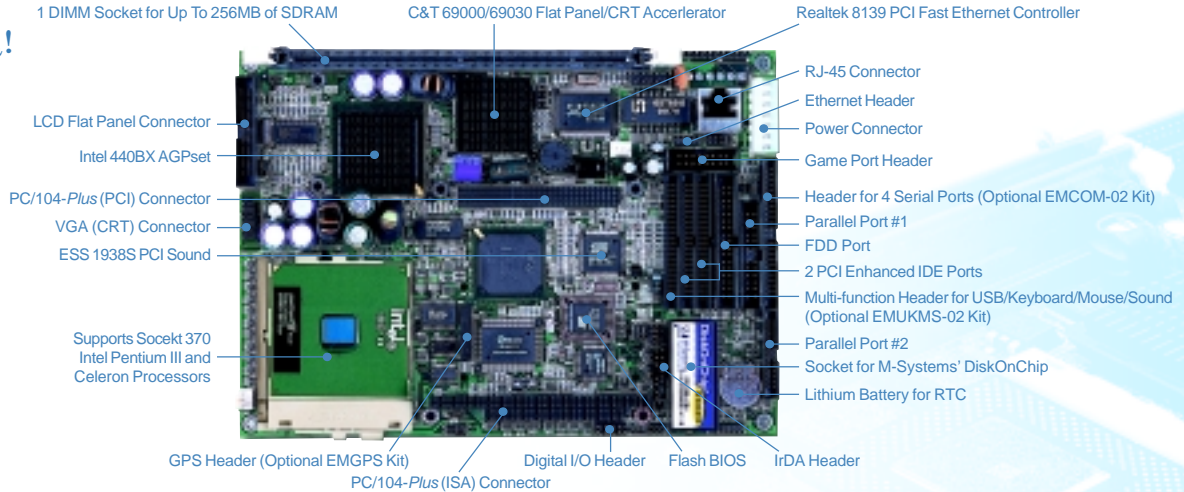 1 DIMM Socket for Up To 256MB of SDRAM
C&T 69000/69030 Flat Panel/CRT Accerlerator
Realtek 8139 PCI Fast Ethernet Controller
!
LCD Flat Panel Connector
Intel 440BX AGPset
PC/104-Plus (PCI) Connector
VGA (CRT) Connector
ESS 1938S PCI Sound
Supports Socekt 370
Intel Pentium III and
Celeron Processors
RJ-45 Connector
Ethernet Header
Power Connector
Game Port Header
Header for 4 Serial Ports (Optional EMCOM-02 Kit)
Parallel Port #1
FDD Port
2 PCI Enhanced IDE Ports
Multi-function Header for USB/Keyboard/Mouse/Sound
(Optional EMUKMS-02 Kit)
Parallel Port #2
Socket for M-Systems' DiskOnChip
Lithium Battery for RTC
intel
GPS Header (Optional EMGPS Kit)
Digital I/O Header
Flash BIOS
IrDA Header
PC/104-Plus (ISA) Connector